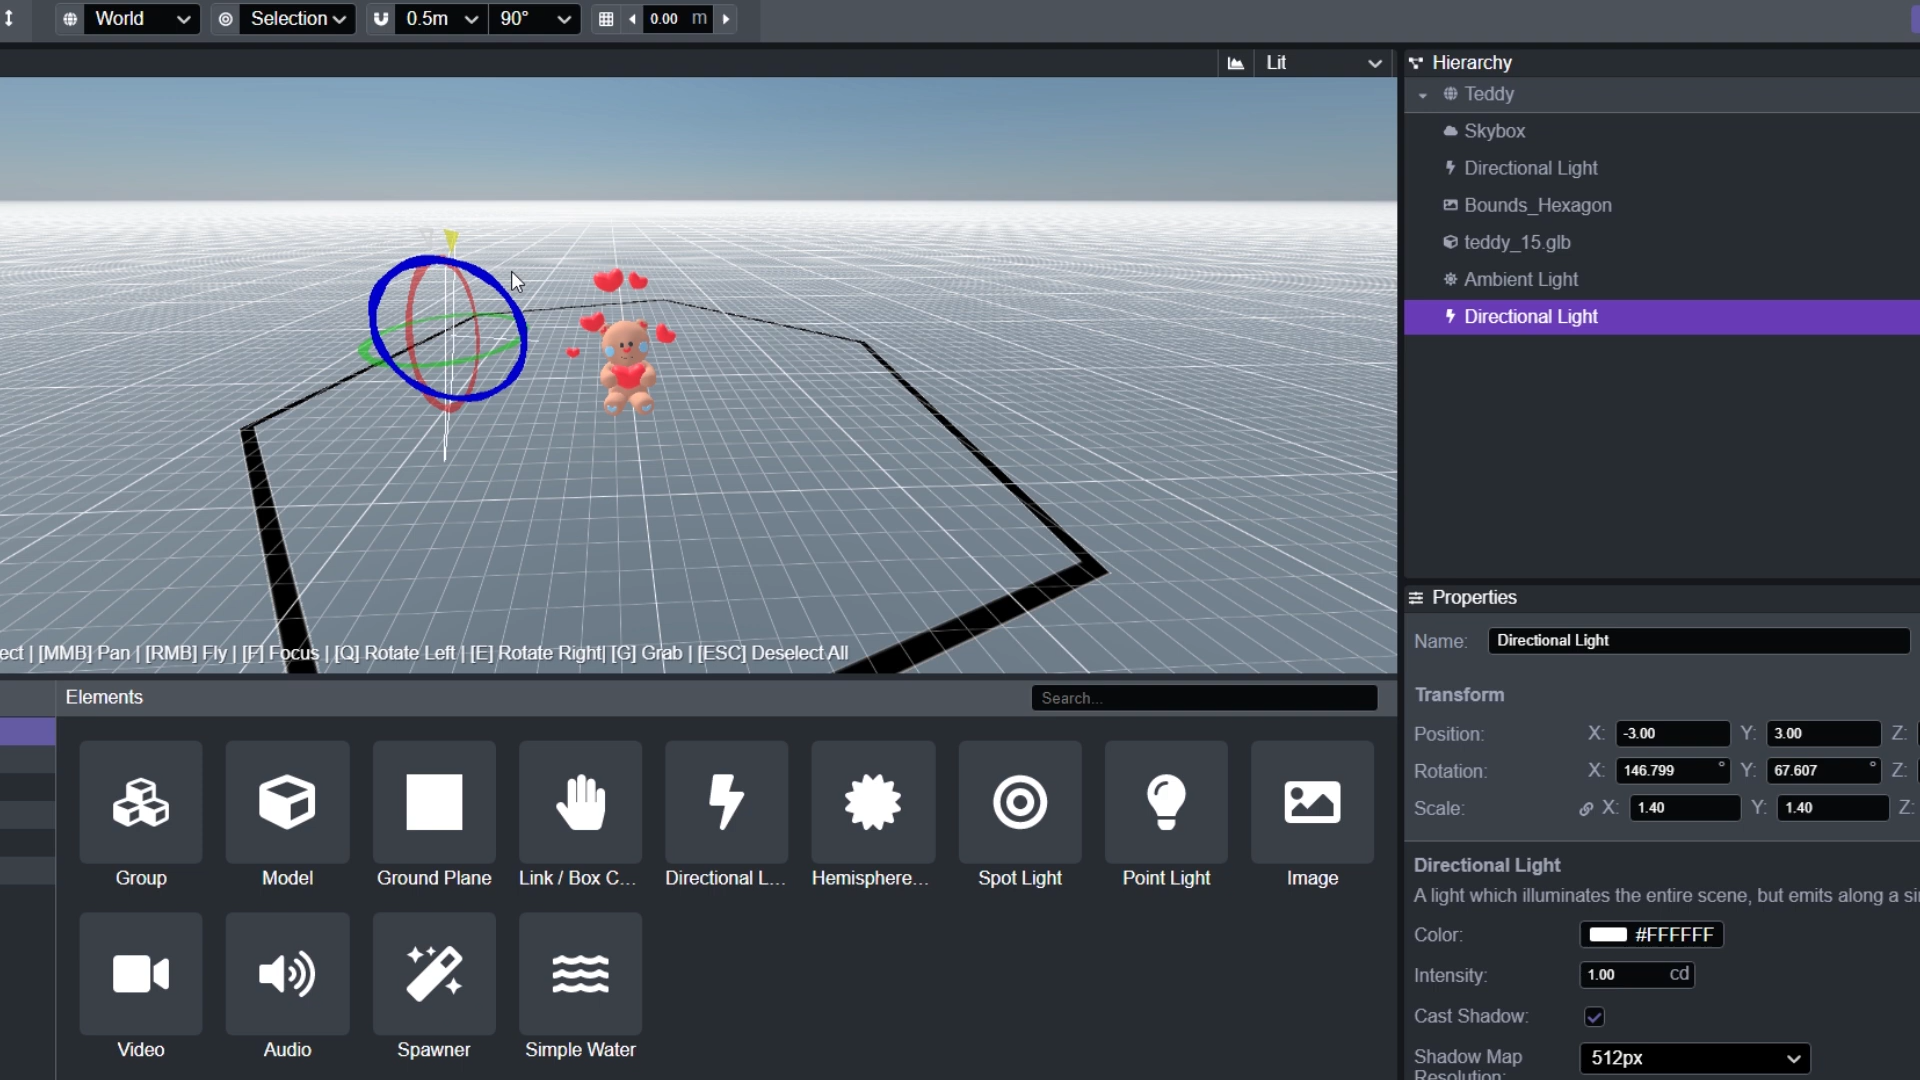 World Selection 0.5m 90° 0.00 m
Lit
Hierarchy
Teddy
Skybox
Directional Light
Bounds_Hexagon
teddy_15.glb
Ambient Light
Directional Light
ect | [MMB] Pan | [RMB] Fly | [F] Focus | [Q] Rotate Left | [E] Rotate Right| [G] Grab | [ESC] Deselect All
Elements
Search...
Group Model Ground Plane Link / Box C... Directional L... Hemisphere... Spot Light Point Light Image
Video Audio Spawner Simple Water
Properties
Name: Directional Light
Transform
Position: X: -3.00 Y: 3.00 Z:
Rotation: X: 146.799 ° Y: 67.607 ° Z:
Scale: X: 1.40 Y: 1.40 Z:
Directional Light
A light which illuminates the entire scene, but emits along a si
Color: #FFFFFF
Intensity: 1.00 cd
Cast Shadow:
Shadow Map 512px
Resolution: